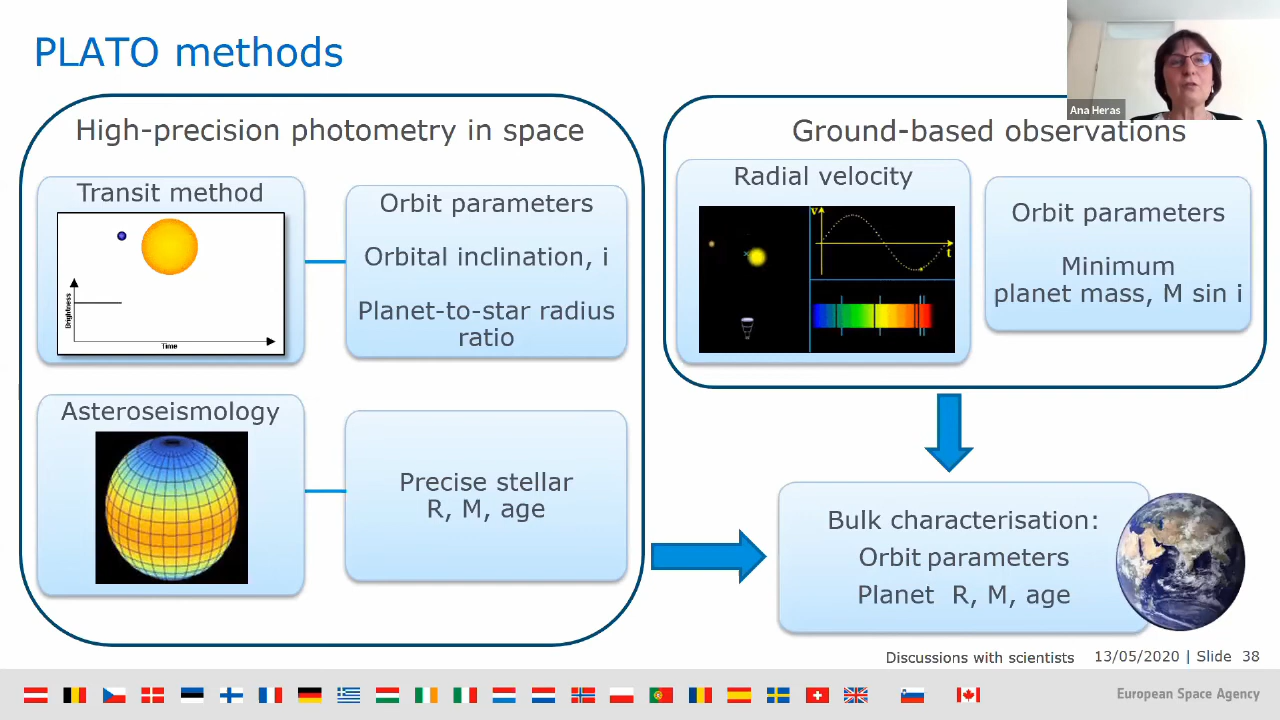 PLATO methods
Ana Heras
High-precision photometry in space
Transit method
Brightness
Time
Orbit parameters
Orbital inclination, i
Planet-to-star radius
ratio
Asteroseismology
Precise stellar
R, M, age
Ground-based observations
Radial velocity
v
t
Orbit parameters
Minimum
planet mass, M sin i
Bulk characterisation:
Orbit parameters
Planet R, M, age
Discussions with scientists 13/05/2020 | Slide 38
European Space Agency